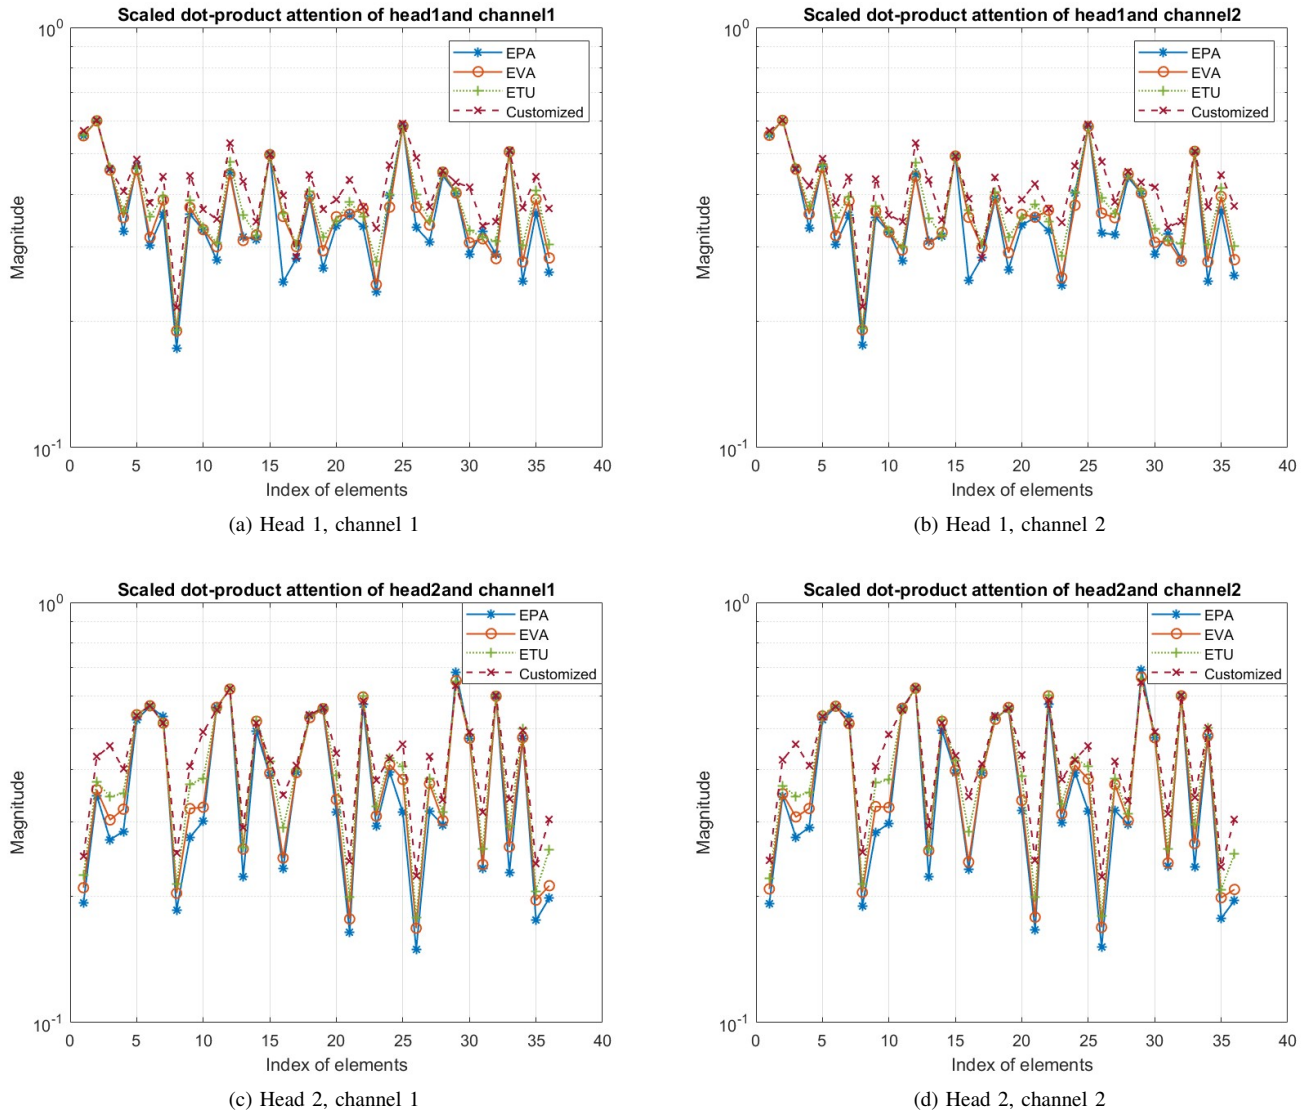 Scaled dot-product attention of head1and channel1
10^0
EPA
EVA
ETU
Customized
Magnitude
10^-1
0 5 10 15 20 25 30 35 40
Index of elements
(a) Head 1, channel 1
Scaled dot-product attention of head1and channel2
10^0
EPA
EVA
ETU
Customized
Magnitude
10^-1
0 5 10 15 20 25 30 35 40
Index of elements
(b) Head 1, channel 2
Scaled dot-product attention of head2and channel1
10^0
EPA
EVA
ETU
Customized
Magnitude
10^-1
0 5 10 15 20 25 30 35 40
Index of elements
(c) Head 2, channel 1
Scaled dot-product attention of head2and channel2
10^0
EPA
EVA
ETU
Customized
Magnitude
10^-1
0 5 10 15 20 25 30 35 40
Index of elements
(d) Head 2, channel 2